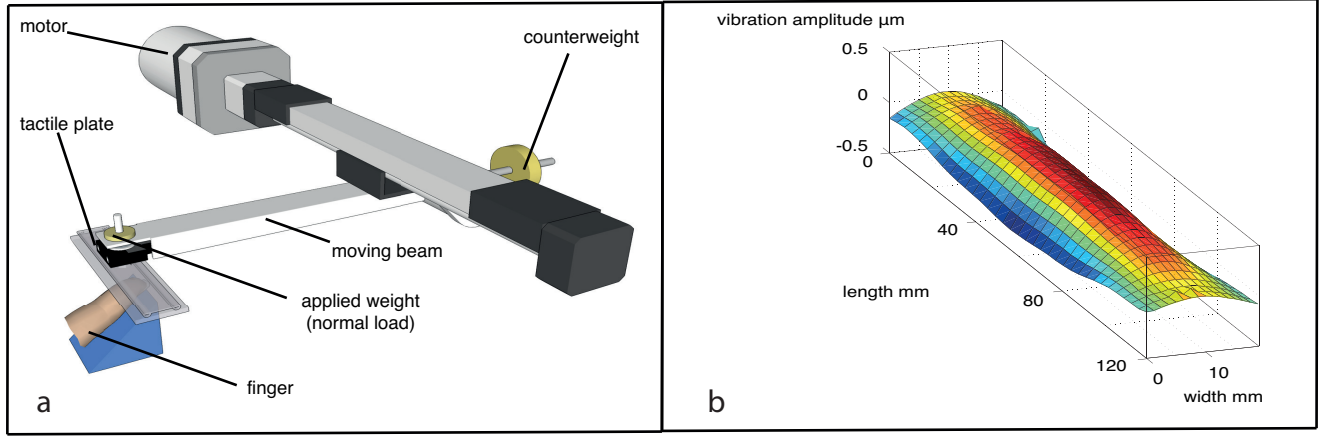 motor
counterweight
tactile plate
moving beam
applied weight
(normal load)
finger
a
vibration amplitude µm
0.5
0
-0.5
0
40
length mm
80
120
0
10
width mm
b